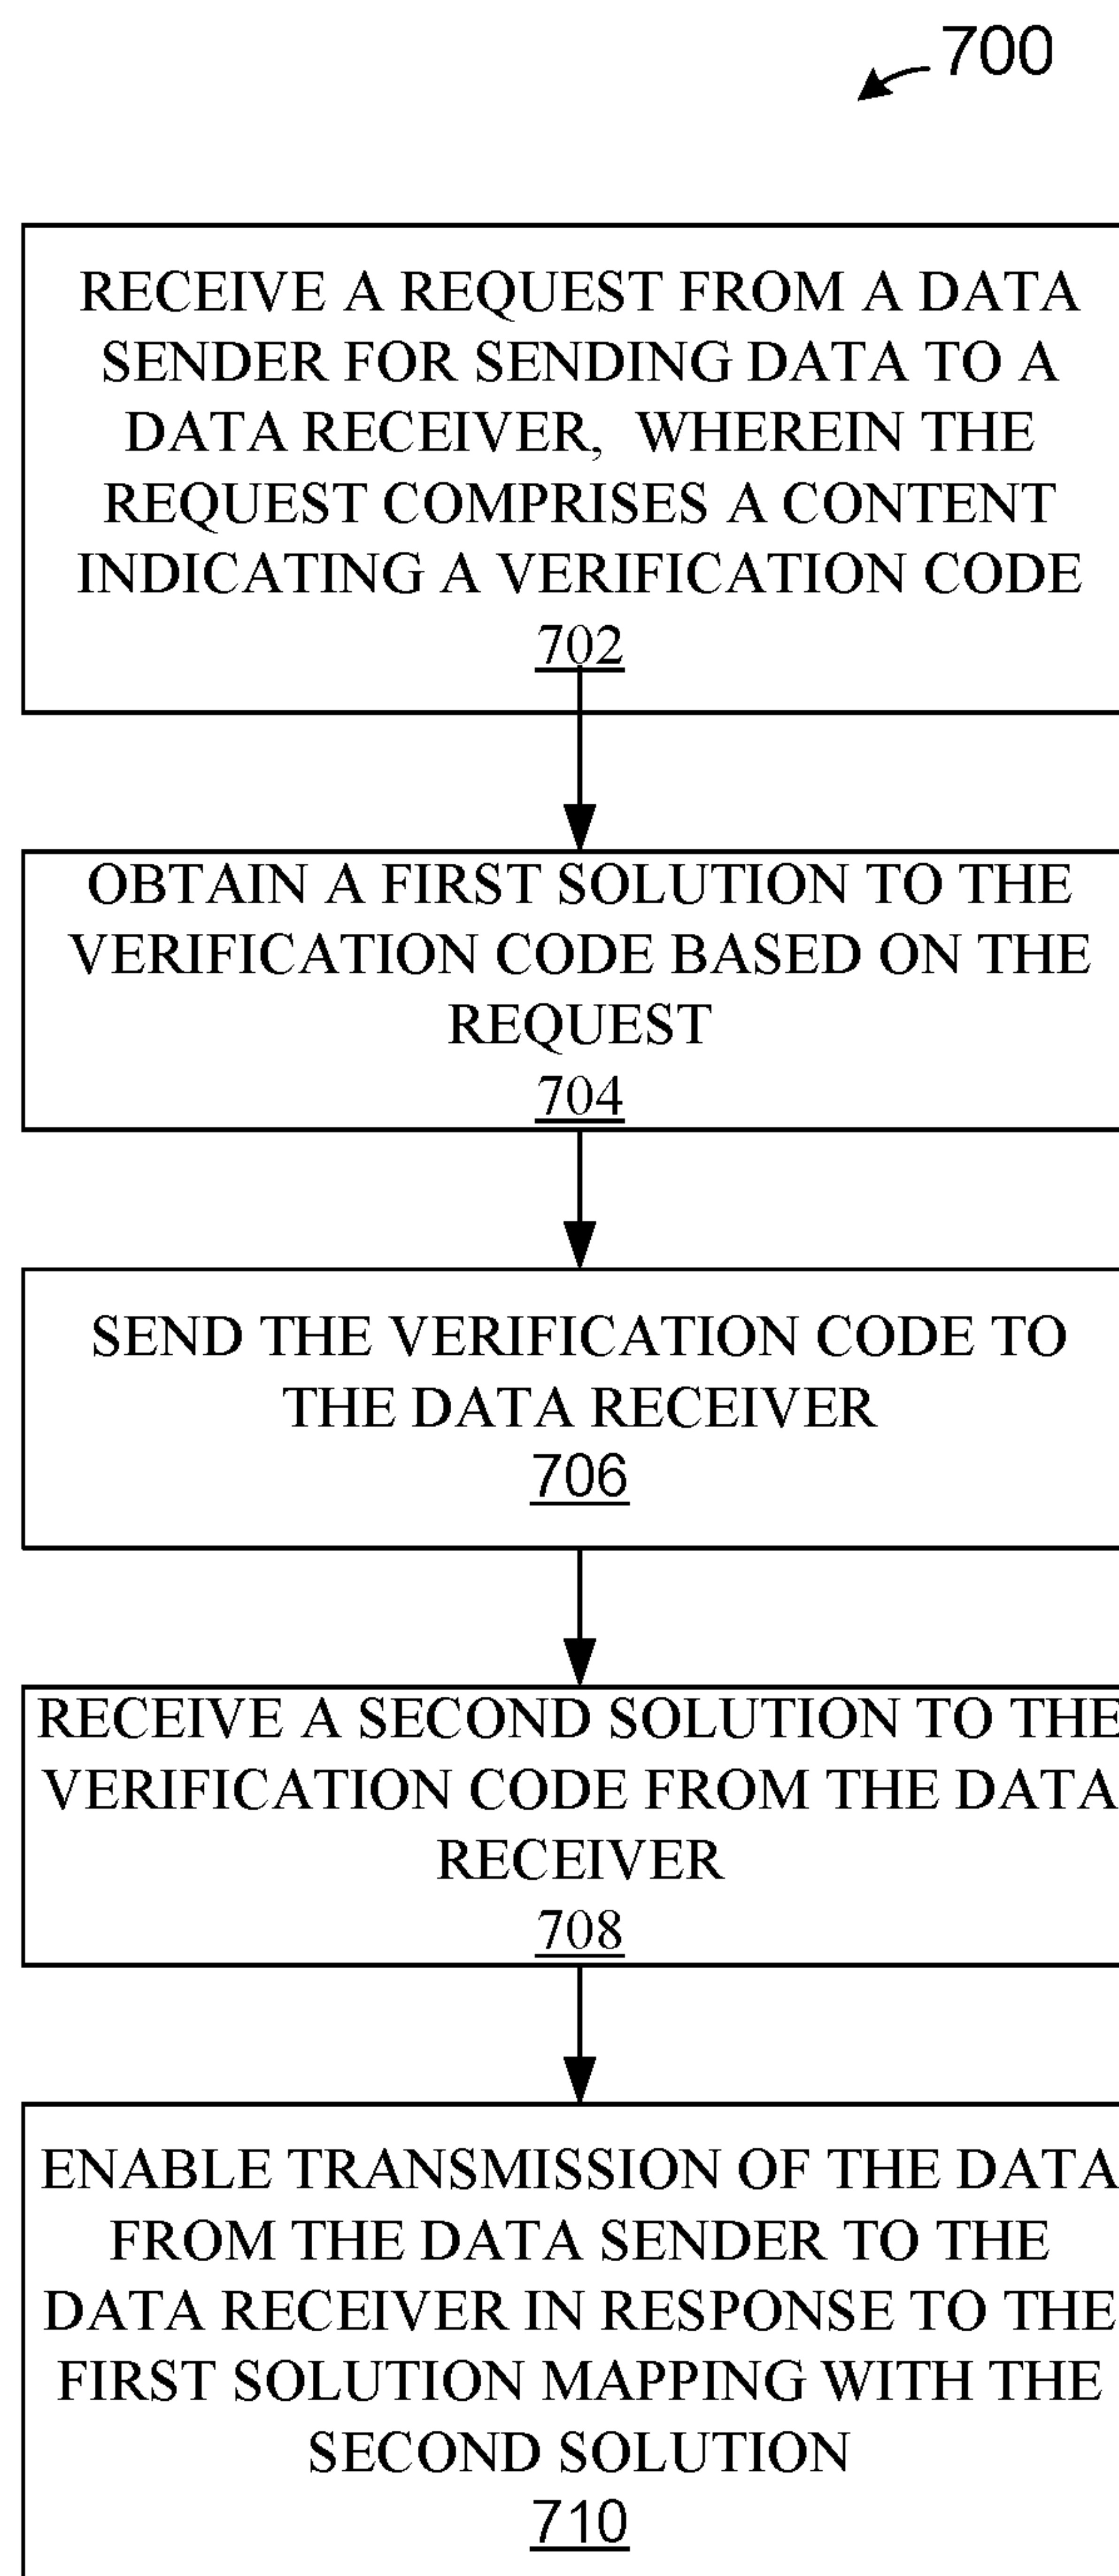 700
RECEIVE A REQUEST FROM A DATA
SENDER FOR SENDING DATA TO A
DATA RECEIVER, WHEREIN THE
REQUEST COMPRISES A CONTENT
INDICATING A VERIFICATION CODE
702
OBTAIN A FIRST SOLUTION TO THE
VERIFICATION CODE BASED ON THE
REQUEST
704
SEND THE VERIFICATION CODE TO
THE DATA RECEIVER
706
RECEIVE A SECOND SOLUTION TO THE
VERIFICATION CODE FROM THE DATA
RECEIVER
708
ENABLE TRANSMISSION OF THE DATA
FROM THE DATA SENDER TO THE
DATA RECEIVER IN RESPONSE TO THE
FIRST SOLUTION MAPPING WITH THE
SECOND SOLUTION
710